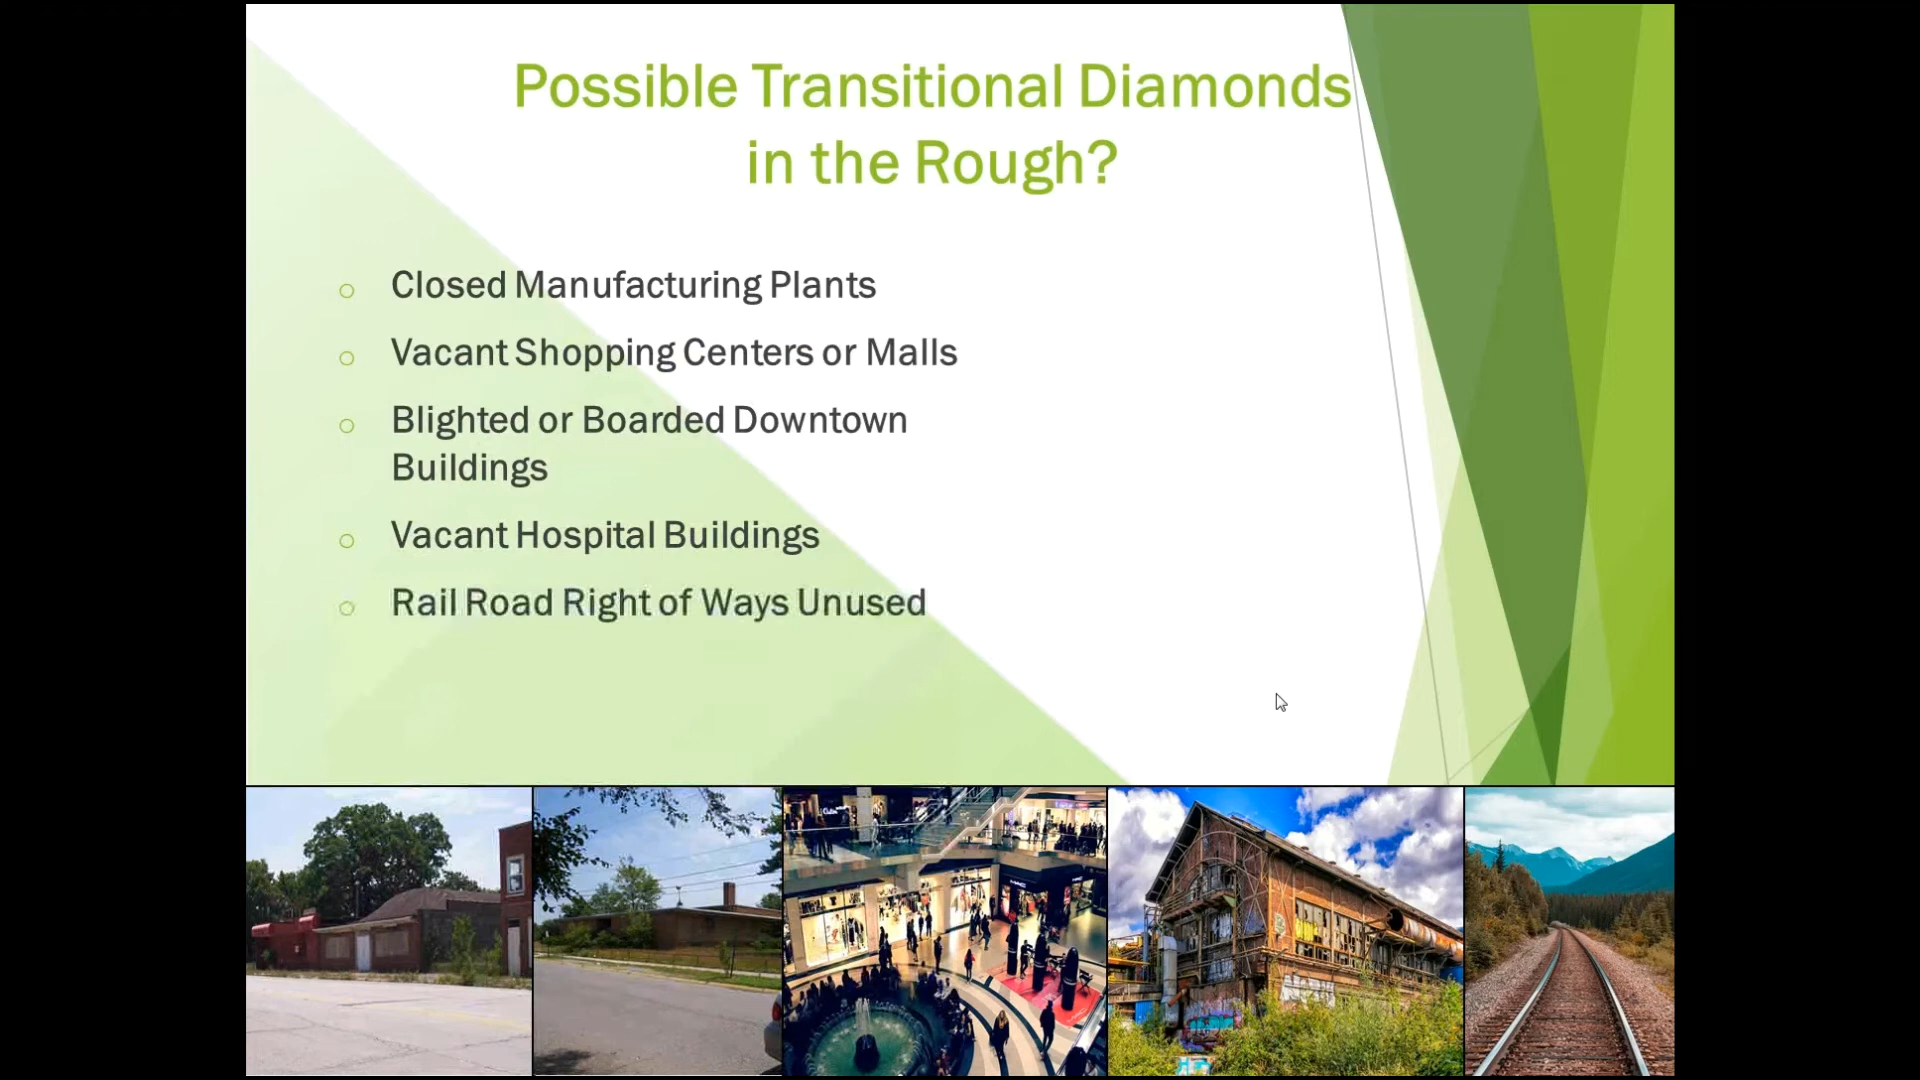 Possible Transitional Diamonds
in the Rough?
Closed Manufacturing Plants
Vacant Shopping Centers or Malls
Blighted or Boarded Downtown
Buildings
Vacant Hospital Buildings
Rail Road Right of Ways Unused